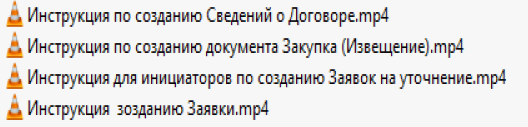 Инструкция по созданию Сведений о Договоре.mp4
Инструкция по созданию документа Закупка (Извещение).mp4
Инструкция для инициаторов по созданию Заявок на уточнение.mp4
Инструкция  зозданию Заявки.mp4